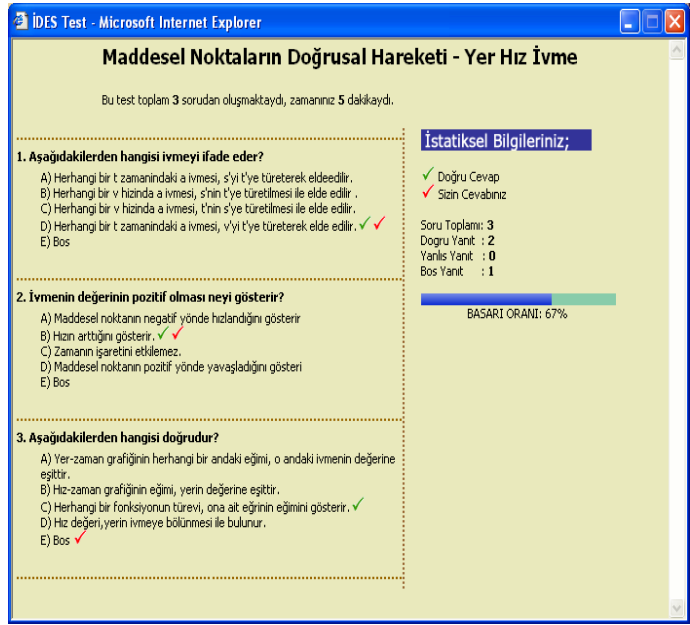 İDES Test - Microsoft Internet Explorer
Maddesel Noktaların Doğrusal Hareketi - Yer Hız İvme
Bu test toplam 3 sorudan oluşmaktaydı, zamanınız 5 dakikaydı.
1. Aşağıdakilerden hangisi ivmeyi ifade eder?
A) Herhangi bir t zamanindaki a ivmesi, s'yi t'ye türeterek eldeedilir.
B) Herhangi bir v hizinda a ivmesi, s'nin t'ye türetilmesi ile elde edilir .
C) Herhangi bir v hizinda a ivmesi, t'nin s'ye türetilmesi ile elde edilir.
D) Herhangi bir t zamanindaki a ivmesi, v'yi t'ye türeterek elde edilir.
E) Bos
2. İvmenin değerinin pozitif olması neyi gösterir?
A) Maddesel noktanın negatif yönde hızlandığını gösterir
B) Hızın arttığını gösterir.
C) Zamanın işaretini etkilemez.
D) Maddesel noktanın pozitif yönde yavaşladığını gösteri
E) Bos
3. Aşağıdakilerden hangisi doğrudur?
A) Yer-zaman grafiğinin herhangi bir andaki eğimi, o andaki ivmenin değerine
eşittir.
B) Hız-zaman grafiğinin eğimi, yerin değerine eşittir.
C) Herhangi bir fonksiyonun türevi, ona ait eğrinin eğimini gösterir.
D) Hız değeri,yerin ivmeye bölünmesi ile bulunur.
E) Bos
İstatiksel Bilgileriniz;
Doğru Cevap
Sizin Cevabınız
Soru Toplamı: 3
Dogru Yanıt : 2
Yanlıs Yanıt : 0
Bos Yanıt : 1
BASARI ORANI: 67%